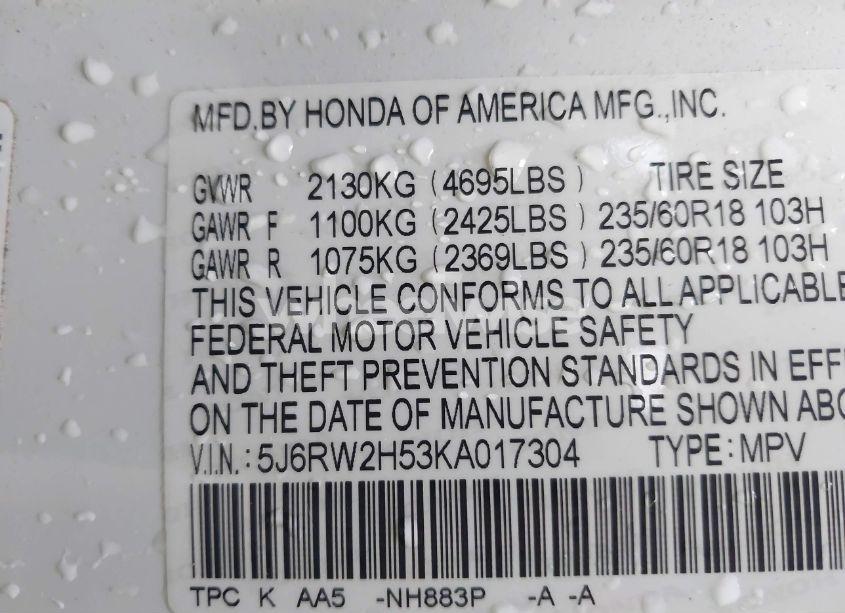 MFD.BY HONDA OF AMERICA MFG.,INC.
GVWR 2130KG (4695LBS) TIRE SIZE
GAWR F 1100KG (2425LBS) 235/60R18 103H
GAWR R 1075KG (2369LBS) 235/60R18 103H
THIS VEHICLE CONFORMS TO ALL APPLICABLE
FEDERAL MOTOR VEHICLE SAFETY
AND THEFT PREVENTION STANDARDS IN EFF
ON THE DATE OF MANUFACTURE SHOWN ABO
V.I.N.: 5J6RW2H53KA017304 TYPE: MPV
TPC K AA5 -NH883P -A -A